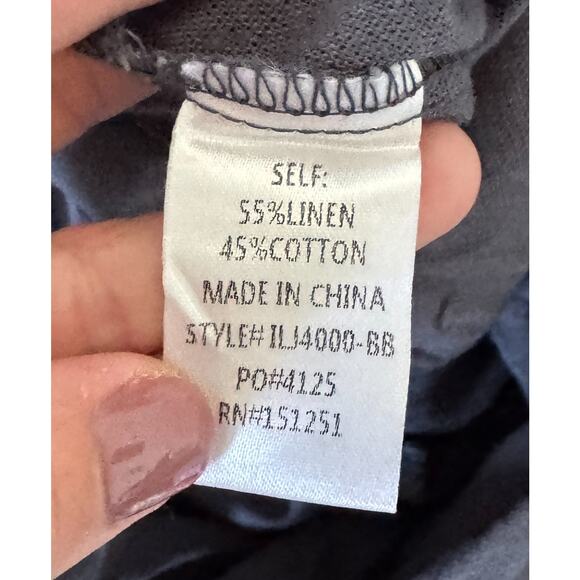 SELF:
55%LINEN
45%COTTON
MADE IN CHINA
STYLE# ILJ4000-BB
PO#4125
RN#151251